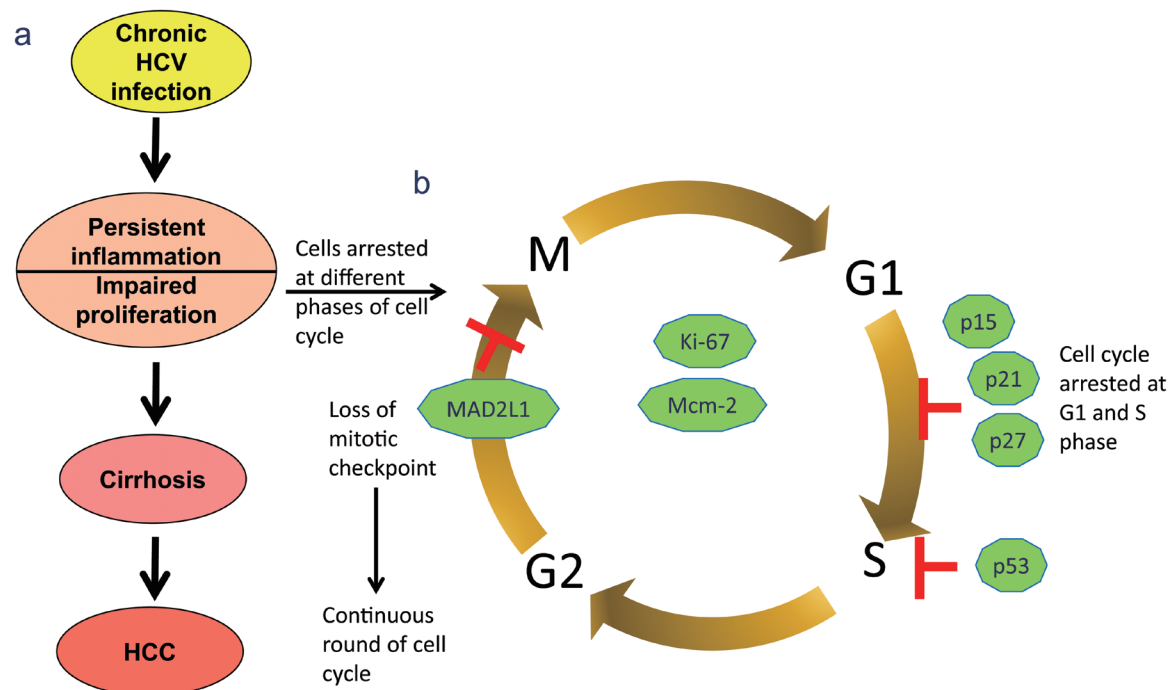 a
Chronic
HCV
infection
Persistent
inflammation
Impaired
proliferation
Cirrhosis
HCC
Cells arrested
at different
phases of cell
cycle
b
M
G1
S
G2
Ki-67
Mcm-2
p15
p21
p27
Cell cycle
arrested at
G1 and S
phase
p53
MAD2L1
Loss of
mitotic
checkpoint
Continuous
round of cell
cycle